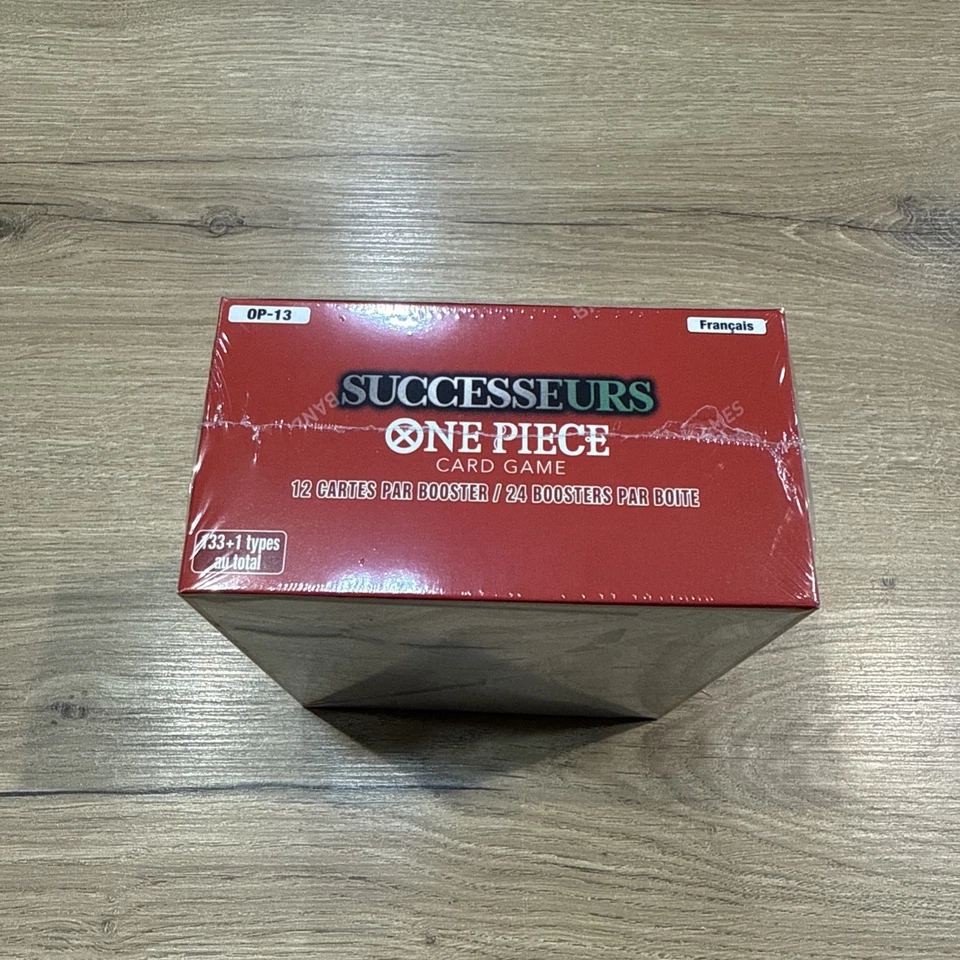 OP-13
Français
SUCCESSEURS
ONE PIECE
CARD GAME
12 CARTES PAR BOOSTER / 24 BOOSTERS PAR BOITE
133+1 types
au total